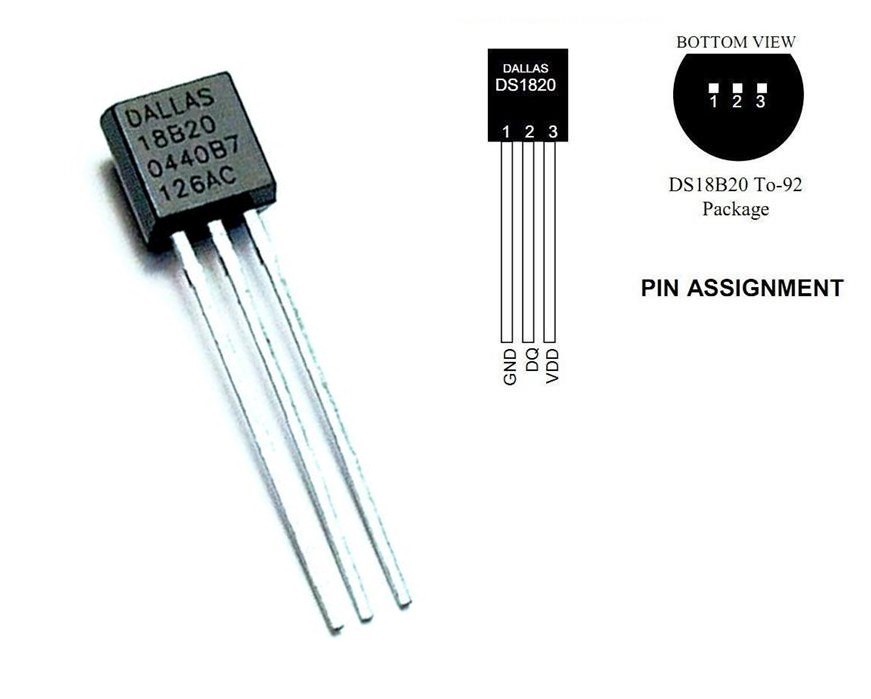 DALLAS
18B20
0440B7
126AC
DALLAS
DS1820
1 2 3
GND
DQ
VDD
BOTTOM VIEW
1 2 3
DS18B20 To-92
Package
PIN ASSIGNMENT